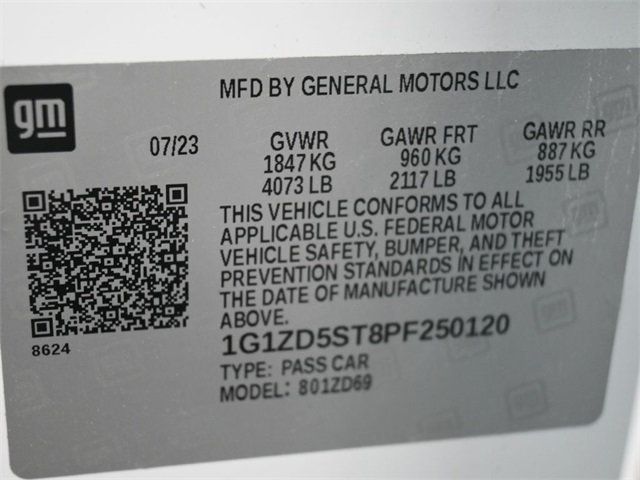 MFD BY GENERAL MOTORS LLC
gm
07/23 GVWR GAWR FRT GAWR RR
1847 KG 960 KG 887 KG
4073 LB 2117 LB 1955 LB
THIS VEHICLE CONFORMS TO ALL
APPLICABLE U.S. FEDERAL MOTOR
VEHICLE SAFETY, BUMPER, AND THEFT
PREVENTION STANDARDS IN EFFECT ON
THE DATE OF MANUFACTURE SHOWN
ABOVE.
8624
1G1ZD5ST8PF250120
TYPE: PASS CAR
MODEL: 801ZD69